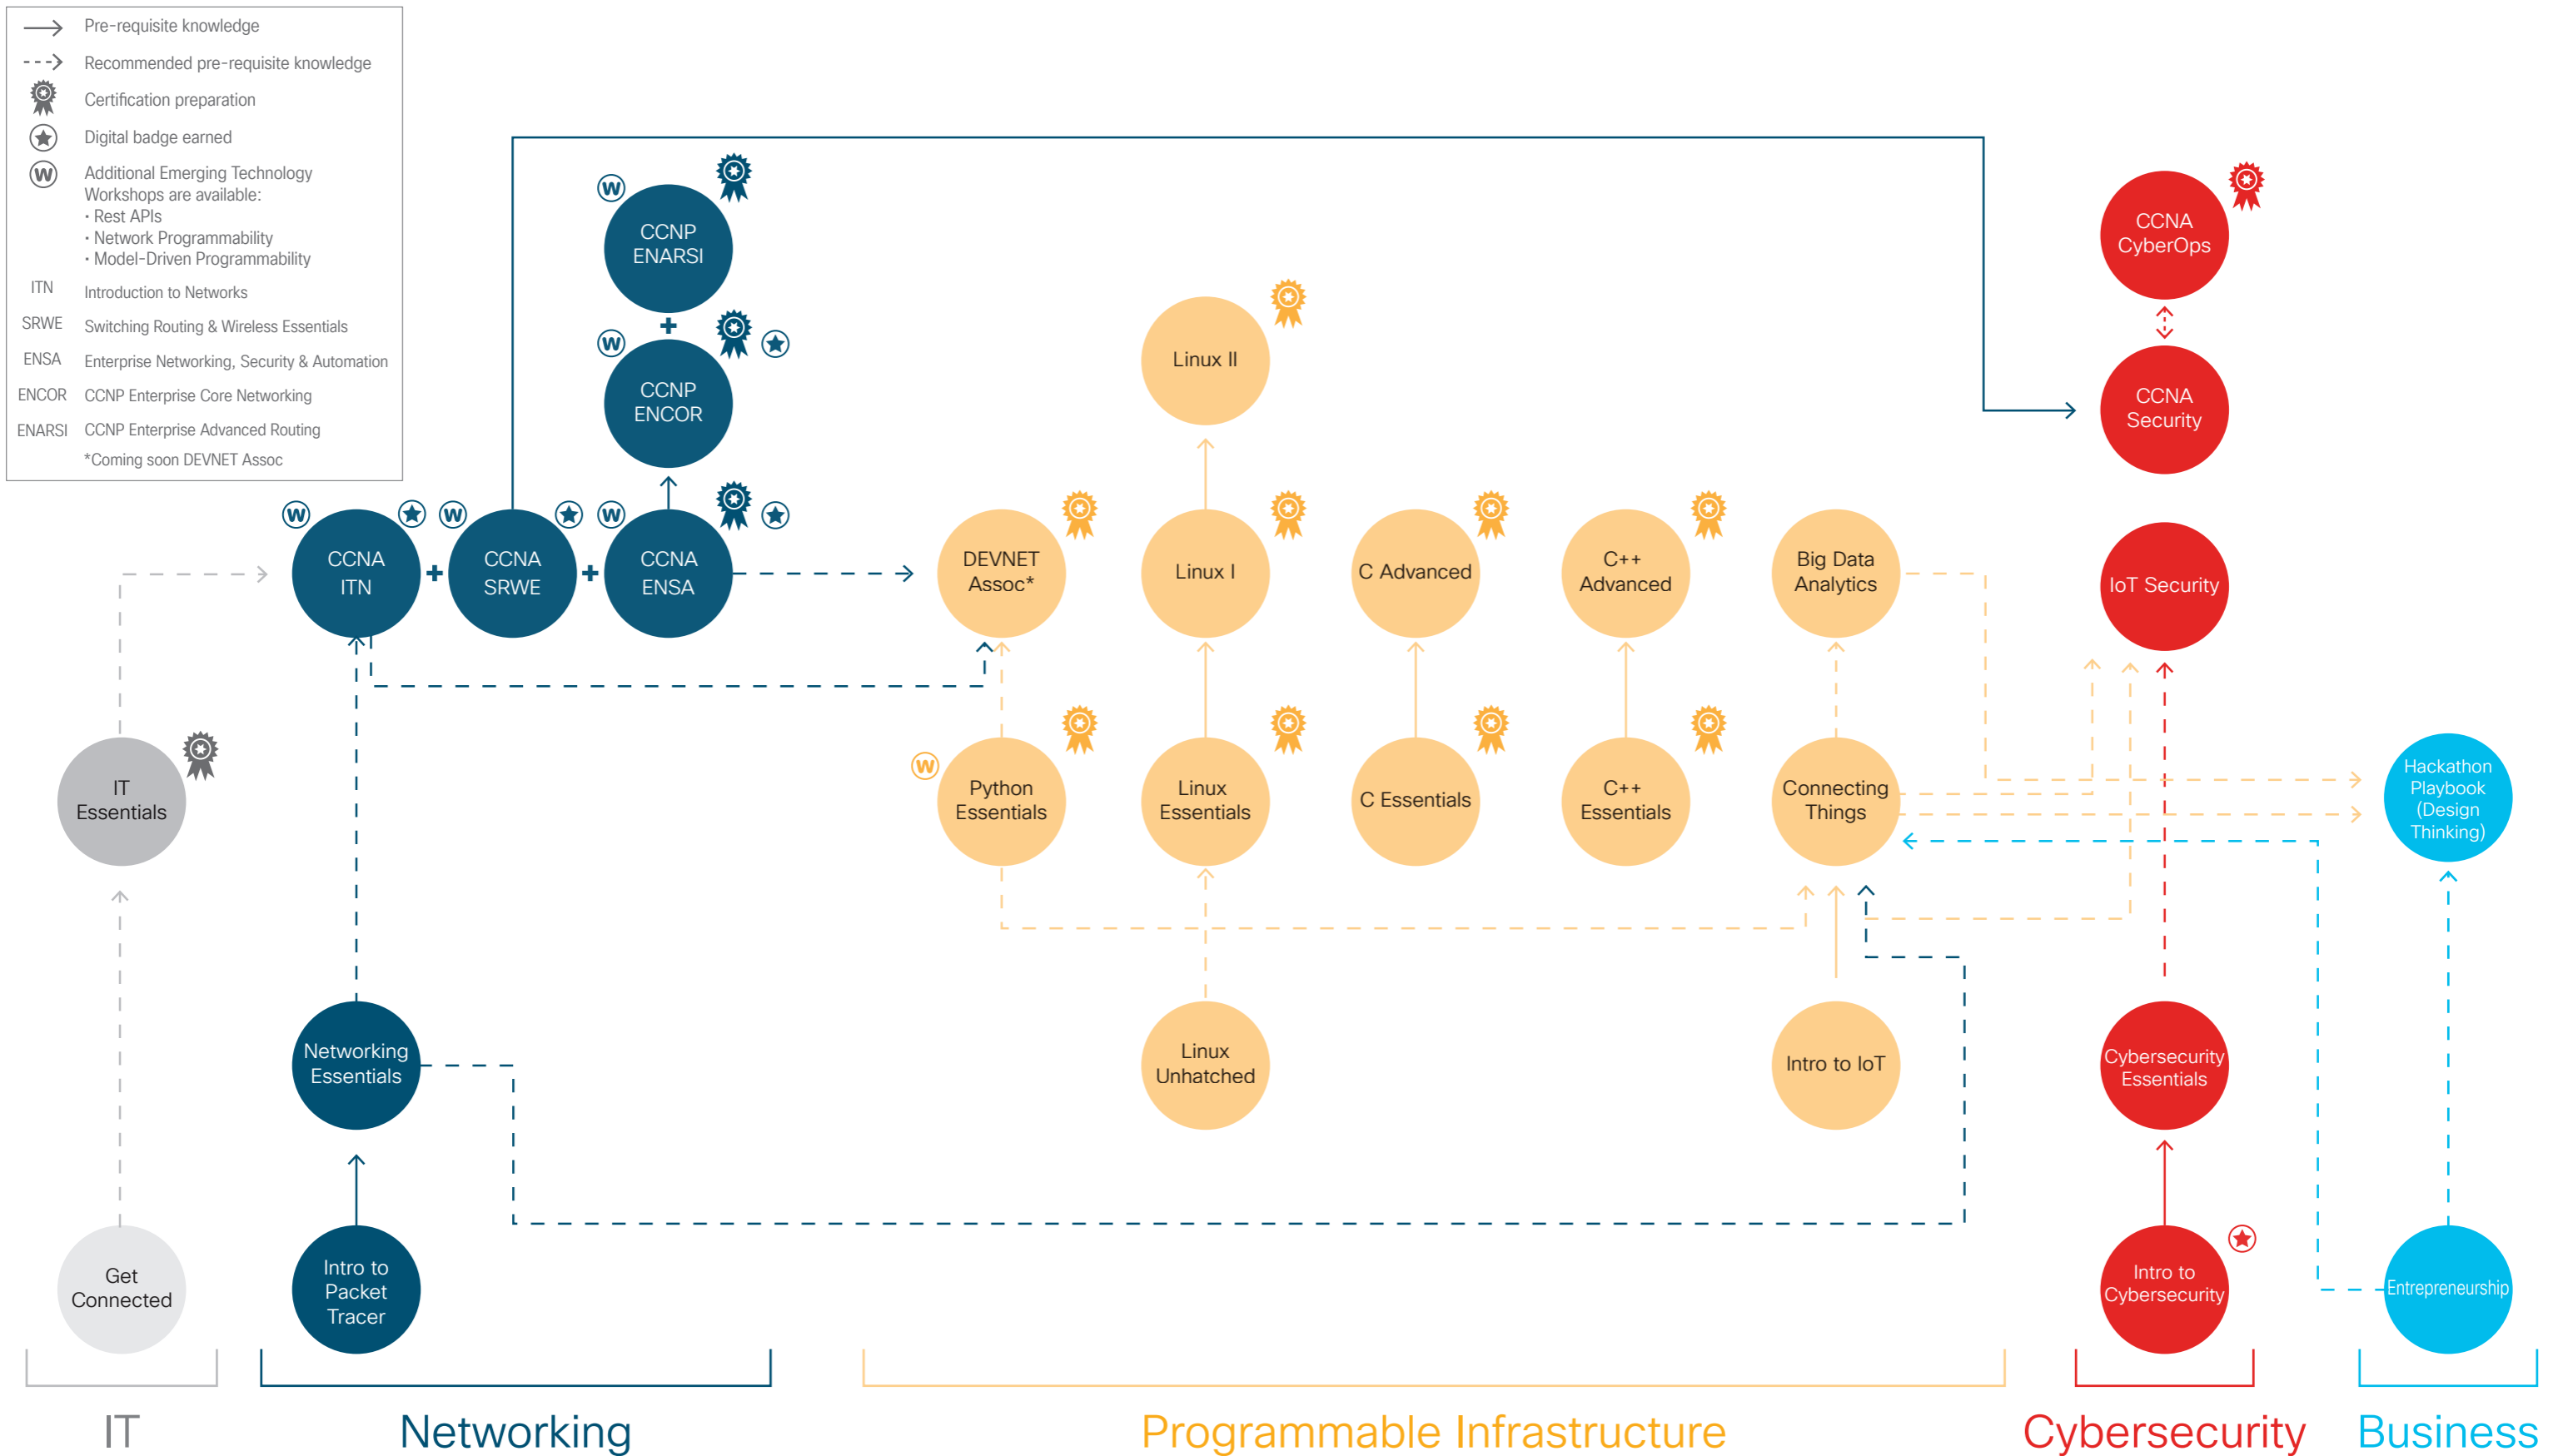 Pre-requisite knowledge
Recommended pre-requisite knowledge
Certification preparation
Digital badge earned
W Additional Emerging Technology
Workshops are available:
• Rest APIs
• Network Programmability
• Model-Driven Programmability
ITN Introduction to Networks
SRWE Switching Routing & Wireless Essentials
ENSA Enterprise Networking, Security & Automation
ENCOR CCNP Enterprise Core Networking
ENARSI CCNP Enterprise Advanced Routing
*Coming soon DEVNET Assoc
W
CCNP
ENARSI
+
W
CCNP
ENCOR
W
CCNA
ITN
+
W
CCNA
SRWE
+
W
CCNA
ENSA
IT
Essentials
Networking
Essentials
Get
Connected
Intro to
Packet
Tracer
Linux II
DEVNET
Assoc*
Linux I
C Advanced
C++
Advanced
Big Data
Analytics
W
Python
Essentials
Linux
Essentials
C Essentials
C++
Essentials
Connecting
Things
Linux
Unhatched
Intro to IoT
CCNA
CyberOps
CCNA
Security
IoT Security
Cybersecurity
Essentials
Intro to
Cybersecurity
Hackathon
Playbook
(Design
Thinking)
Entrepreneurship
IT
Networking
Programmable Infrastructure
Cybersecurity
Business